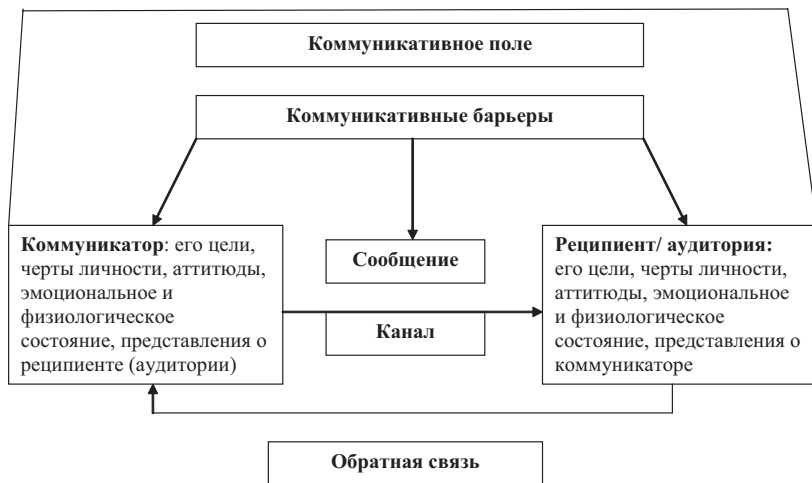 Коммуникативное поле
Коммуникативные барьеры
Коммуникатор: его цели,
черты личности, аттитюды,
эмоциональное и
физиологическое
состояние, представления о
реципиенте (аудитории)
Сообщение
Канал
Реципиент/ аудитория:
его цели, черты личности,
аттитюды, эмоциональное
и физиологическое
состояние, представления о
коммуникаторе
Обратная связь